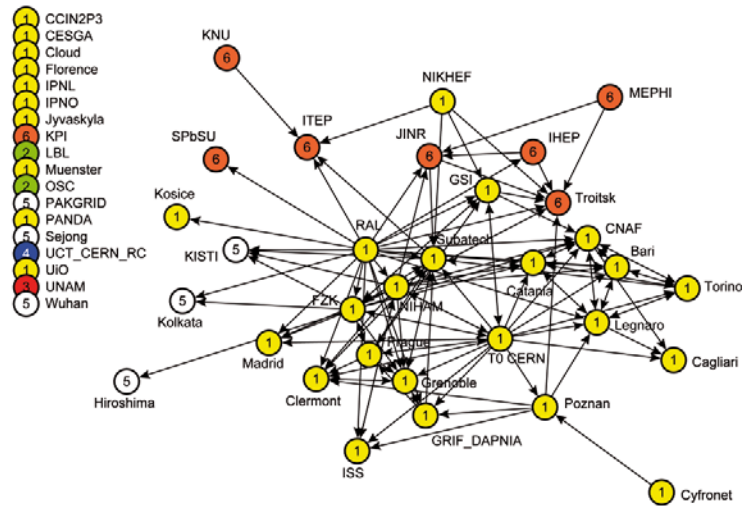 1 CCIN2P3
1 CESGA
1 Cloud
1 Florence
1 IPNL
1 IPNO
1 Jyvaskyla
6 KPI
2 LBL
1 Muenster
2 OSC
5 PAKGRID
1 PANDA
5 Sejong
4 UCT_CERN_RC
1 UiO
3 UNAM
5 Wuhan
KNU
6
NIKHEF
1
MEPHI
6
ITEP
6
SPbSU
6
JINR
6
IHEP
6
GSI
1
Troitsk
6
Kosice
1
RAL
1
Subatech
1
CNAF
1
KISTI
5
Bari
1
Catania
1
Torino
1
NIHAM
1
FZK
1
Kolkata
5
Legnaro
1
Madrid
1
Prague
1
T0 CERN
1
Cagliari
1
Hiroshima
5
Clermont
1
Grenoble
1
GRIF_DAPNIA
1
Poznan
1
ISS
1
Cyfronet
1